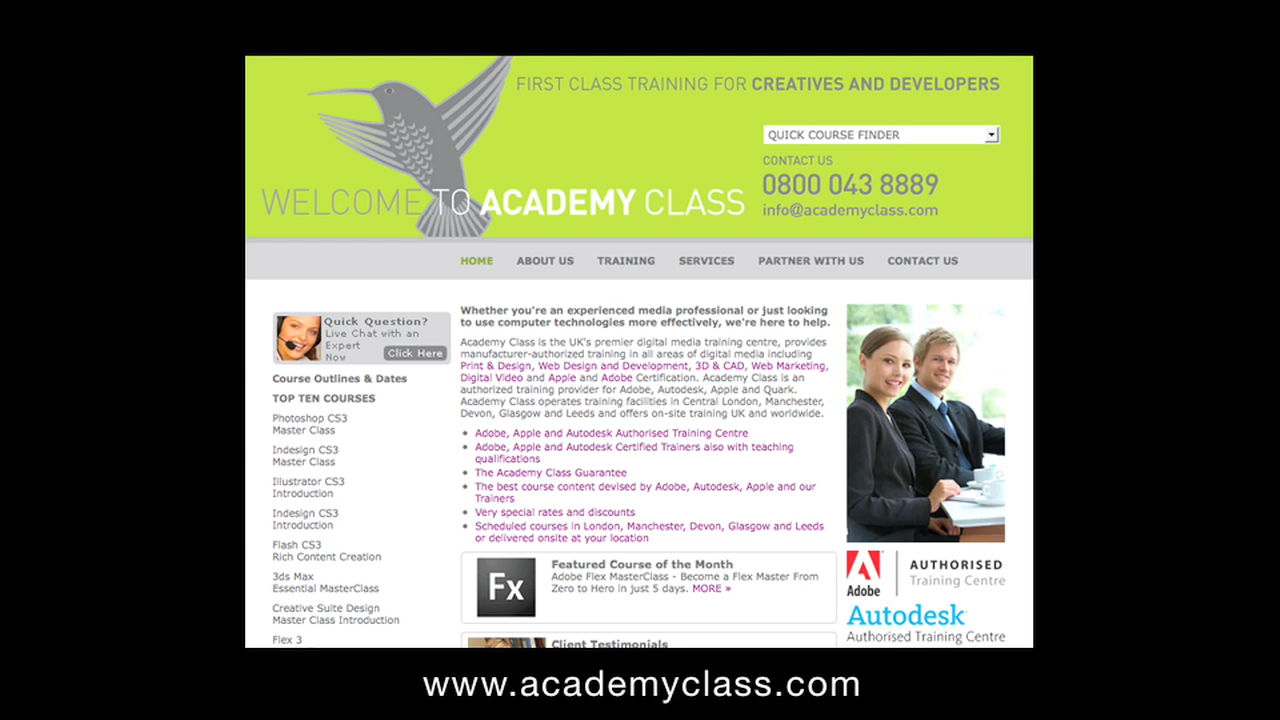 FIRST CLASS TRAINING FOR CREATIVES AND DEVELOPERS
QUICK COURSE FINDER
CONTACT US
0800 043 8889
info@academyclass.com
WELCOME TO ACADEMY CLASS
HOME ABOUT US TRAINING SERVICES PARTNER WITH US CONTACT US
Quick Question?
Live Chat with an
Expert
Now
Click Here
Course Outlines & Dates
TOP TEN COURSES
Photoshop CS3
Master Class
Indesign CS3
Master Class
Illustrator CS3
Introduction
Indesign CS3
Introduction
Flash CS3
Rich Content Creation
3ds Max
Essential MasterClass
Creative Suite Design
Master Class Introduction
Flex 3
Whether you're an experienced media professional or just looking
to use computer technologies more effectively, we're here to help.
Academy Class is the UK's premier digital media training centre, provides
manufacturer-authorized training in all areas of digital media including
Print & Design, Web Design and Development, 3D & CAD, Web Marketing,
Digital Video and Apple and Adobe Certification. Academy Class is an
authorized training provider for Adobe, Autodesk, Apple and Quark.
Academy Class operates training facilities in Central London, Manchester,
Devon, Glasgow and Leeds and offers on-site training UK and worldwide.
Adobe, Apple and Autodesk Authorised Training Centre
Adobe, Apple and Autodesk Certified Trainers also with teaching
qualifications
The Academy Class Guarantee
The best course content devised by Adobe, Autodesk, Apple and our
Trainers
Very special rates and discounts
Scheduled courses in London, Manchester, Devon, Glasgow and Leeds
or delivered onsite at your location
Fx
Featured Course of the Month
Adobe Flex MasterClass - Become a Flex Master From
Zero to Hero in just 5 days. MORE »
Client Testimonials
Adobe
AUTHORISED
Training Centre
Autodesk
Authorised Training Centre
www.academyclass.com